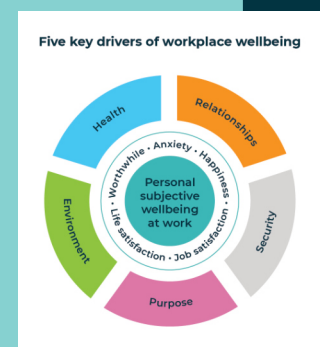 Five key drivers of workplace wellbeing
Health
Relationships
Security
Purpose
Environment
Worthwhile • Anxiety • Happiness •
Life satisfaction • Job satisfaction •
Personal
subjective
wellbeing
at work